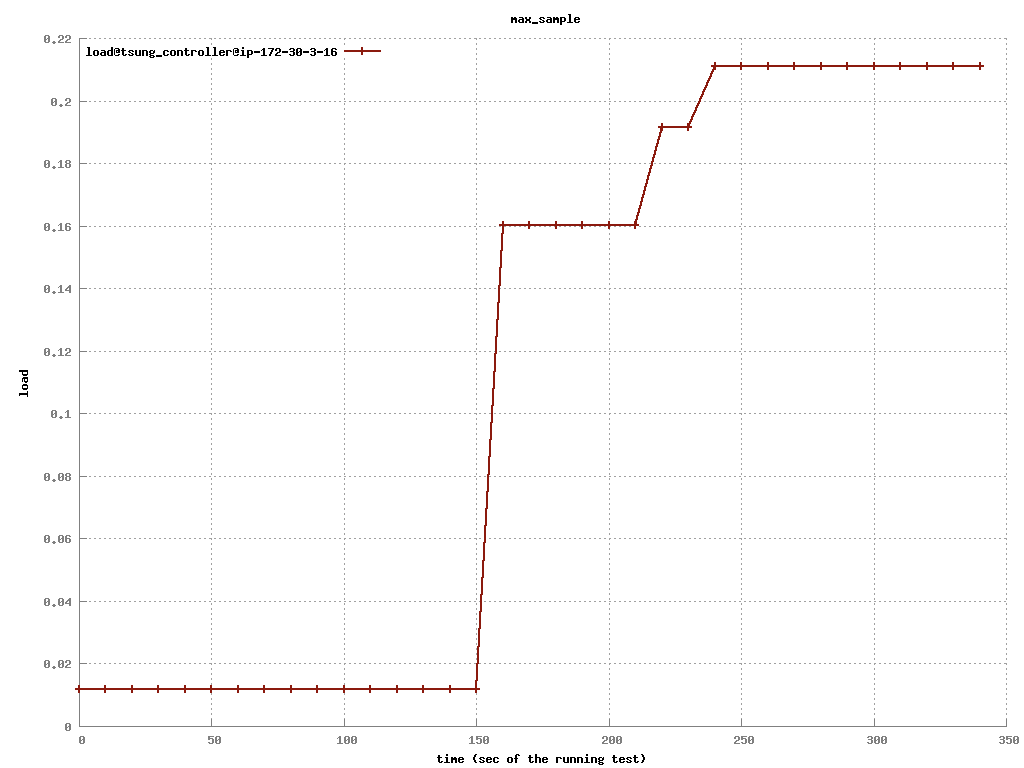 max_sample
load@tsung_controller@ip-172-30-3-16
0.22
0.2
0.18
0.16
0.14
0.12
0.1
0.08
0.06
0.04
0.02
0
load
0 50 100 150 200 250 300 350
time (sec of the running test)